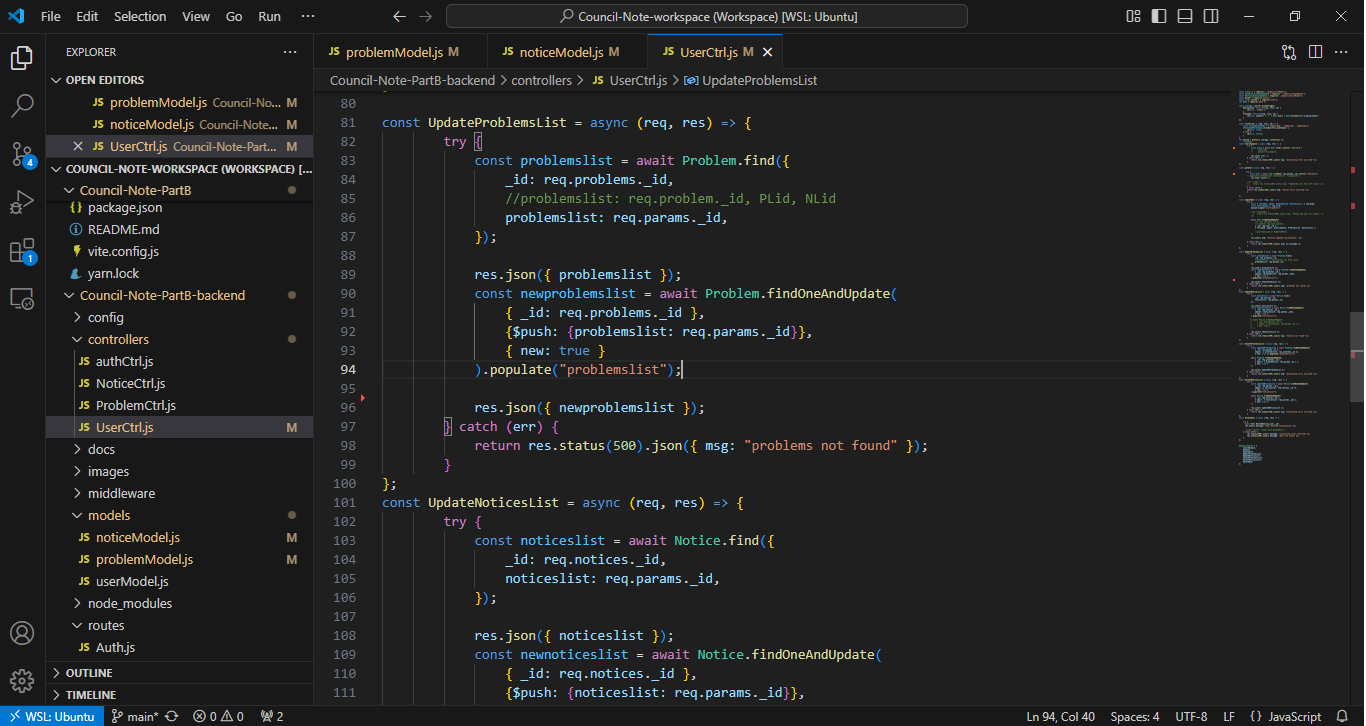 File Edit Selection View Go Run ··· Council-Note-workspace (Workspace) [WSL: Ubuntu]
EXPLORER ···
OPEN EDITORS
JS problemModel.js Council-No... M
JS noticeModel.js Council-Note... M
JS UserCtrl.js Council-Note-Part... M
COUNCIL-NOTE-WORKSPACE (WORKSPACE) [...
Council-Note-PartB
{} package.json
README.md
vite.config.js
yarn.lock
Council-Note-PartB-backend
config
controllers
JS authCtrl.js
JS NoticeCtrl.js
JS ProblemCtrl.js
JS UserCtrl.js M
docs
images
middleware
models
JS noticeModel.js M
JS problemModel.js M
JS userModel.js
node_modules
routes
JS Auth.js
OUTLINE
TIMELINE
4
1
JS problemModel.js M JS noticeModel.js M JS UserCtrl.js M
Council-Note-PartB-backend > controllers > JS UserCtrl.js > UpdateProblemsList
80
81 const UpdateProblemsList = async (req, res) => {
82 try {
83 const problemslist = await Problem.find({
84 _id: req.problems._id,
85 //problemslist: req.problem._id, PLid, NLid
86 problemslist: req.params._id,
87 });
88
89 res.json({ problemslist });
90 const newproblemslist = await Problem.findOneAndUpdate(
91 { _id: req.problems._id },
92 {$push: {problemslist: req.params._id}},
93 { new: true }
94 ).populate("problemslist");
95
96 res.json({ newproblemslist });
97 } catch (err) {
98 return res.status(500).json({ msg: "problems not found" });
99 }
100 };
101 const UpdateNoticesList = async (req, res) => {
102 try {
103 const noticeslist = await Notice.find({
104 _id: req.notices._id,
105 noticeslist: req.params._id,
106 });
107
108 res.json({ noticeslist });
109 const newnoticeslist = await Notice.findOneAndUpdate(
110 { _id: req.notices._id },
111 {$push: {noticeslist: req.params._id}},
WSL: Ubuntu main* 0 0 2 Ln 94, Col 40 Spaces: 4 UTF-8 LF {} JavaScript